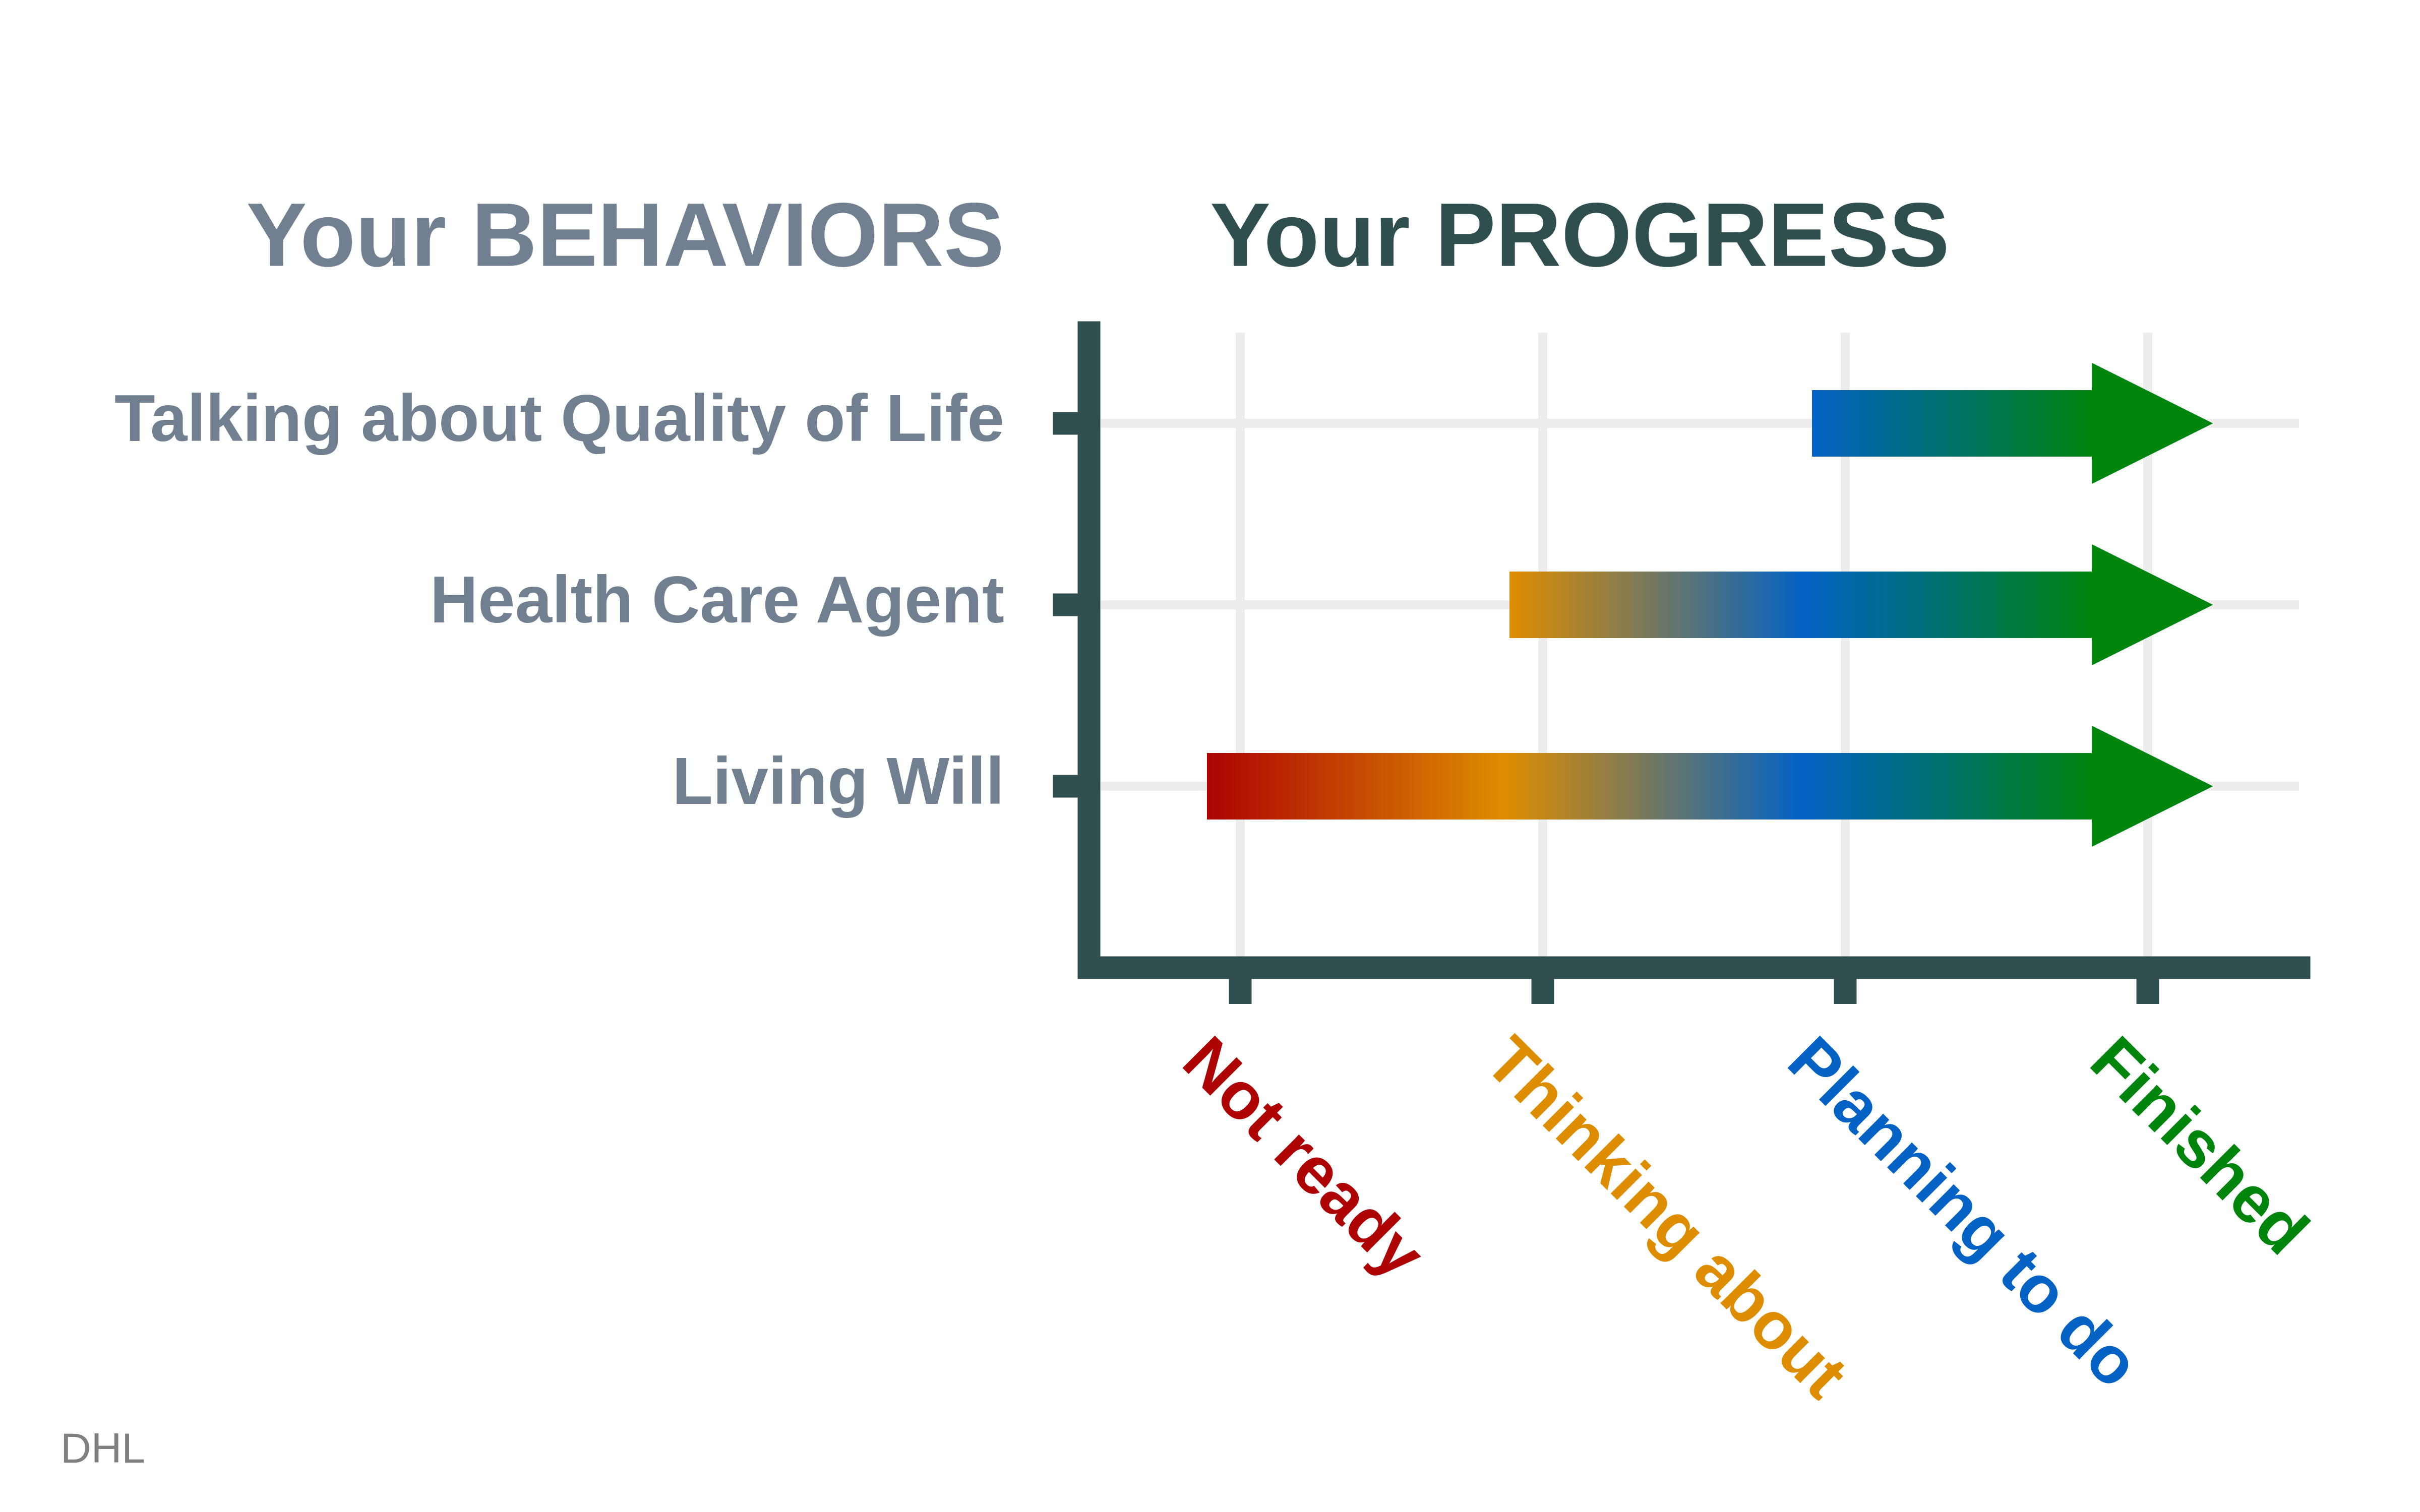 Your BEHAVIORS
Your PROGRESS
Talking about Quality of Life
Health Care Agent
Living Will
Not ready
Thinking about
Planning to do
Finished
DHL